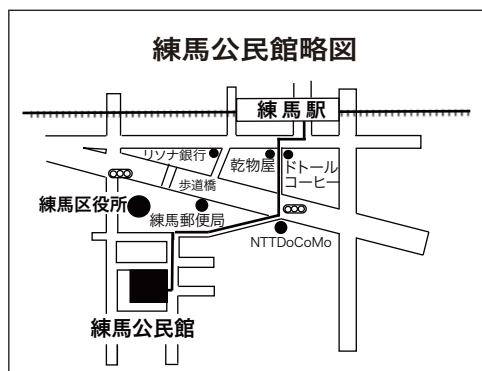 練馬公民館略図
練馬駅
リソナ銀行
乾物屋
ドトール
コーヒー
歩道橋
練馬区役所
練馬郵便局
NTTDoCoMo
練馬公民館